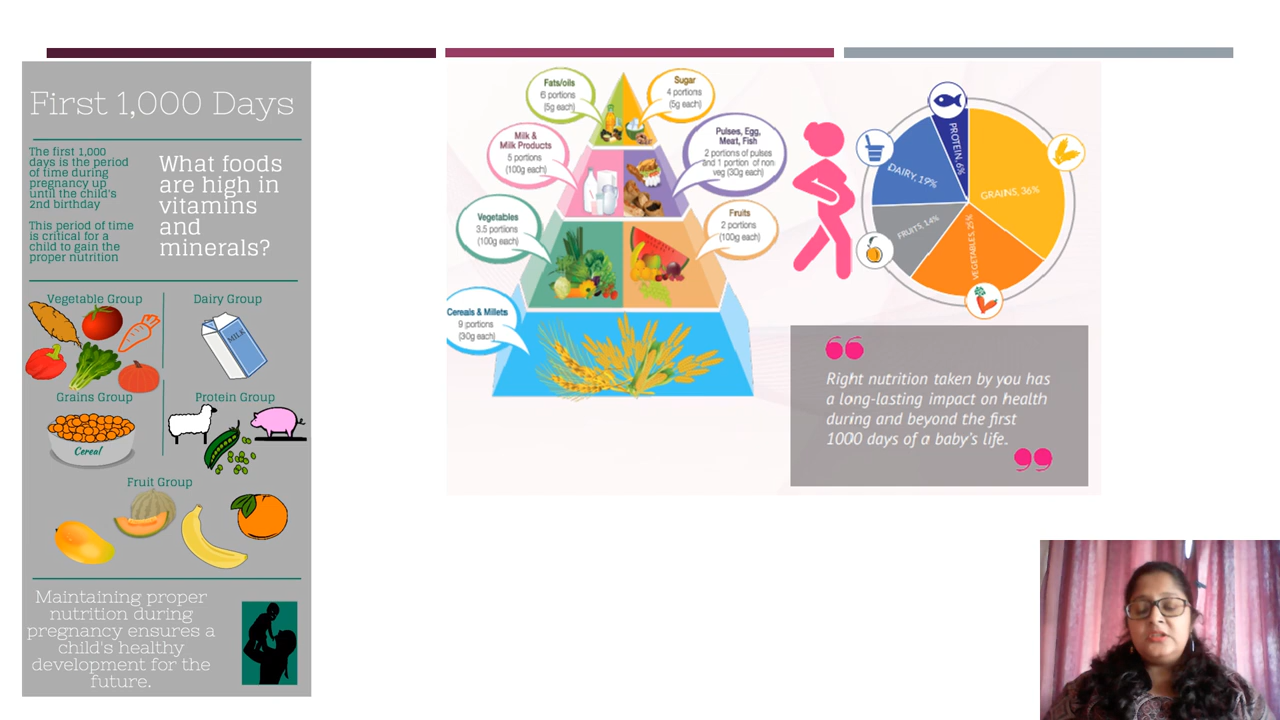 First 1,000 Days
The first 1,000
days is the period
of time during
pregnancy up
until the child's
2nd birthday
This period of time
is critical for a
child to gain the
proper nutrition
What foods
are high in
vitamins
and
minerals?
Vegetable Group
Dairy Group
MILK
Grains Group
Protein Group
Cereal
Fruit Group
Maintaining proper
nutrition during
pregnancy ensures a
child's healthy
development for the
future.
Fats/oils
6 portions
(5g each)
Sugar
4 portions
(5g each)
Milk &
Milk Products
5 portions
(100g each)
Pulses, Egg,
Meat, Fish
2 portions of pulses
and 1 portion of non
veg (30g each)
Vegetables
3.5 portions
(100g each)
Fruits
2 portions
(100g each)
Cereals & Millets
9 portions
(30g each)
PROTEIN, 6%
DAIRY, 19%
GRAINS, 36%
FRUITS, 14%
VEGETABLES, 25%
Right nutrition taken by you has
a long-lasting impact on health
during and beyond the first
1000 days of a baby's life.